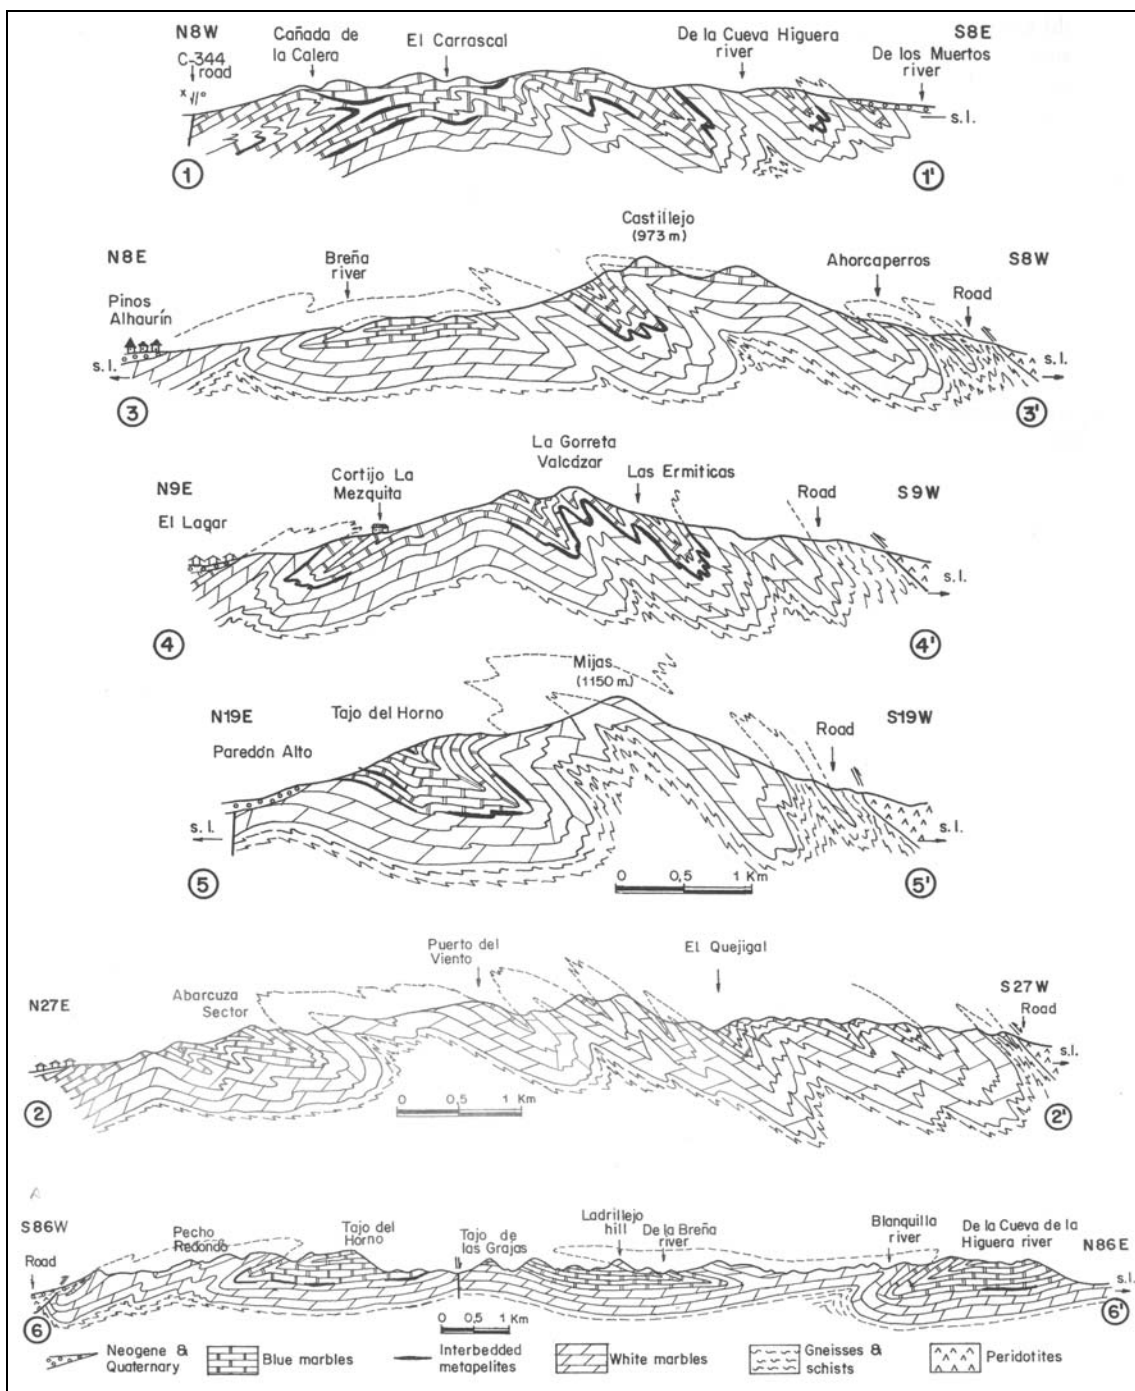 N8W
Cañada de
la Calera
El Carrascal
De la Cueva Higuera
river
S8E
C-344
road
De los Muertos
river
x
11°
s.l.
1
1'
Castillejo
(973 m)
N8E
Breña
river
Ahorcaperros
S8W
Pinos
Alhaurín
Road
s.l.
s.l.
3
3'
La Gorreta
Valcázar
N9E
Cortijo La
Mezquita
Las Ermiticas
Road
S9W
El Lagar
s.l.
4
4'
Mijas
(1150 m.)
N19E
Tajo del Horno
S19W
Road
Paredón Alto
s.l.
s.l.
0 0,5 1 Km
5
5'
Puerto del
Viento
El Quejigal
N27E
Abarcuza
Sector
S27W
Road
s.l.
0 0,5 1 Km
2
2'
A
S86W
Road
Pecho
Redondo
Tajo del
Horno
Tajo de
las Grajas
Ladrillejo
hill
De la Breña
river
Blanquilla
river
De la Cueva de la
Higuera river
N86E
s.l.
6
0 0,5 1 Km
6'
Neogene &
Quaternary
Blue marbles
Interbedded
metapelites
White marbles
Gneisses &
schists
Peridotites